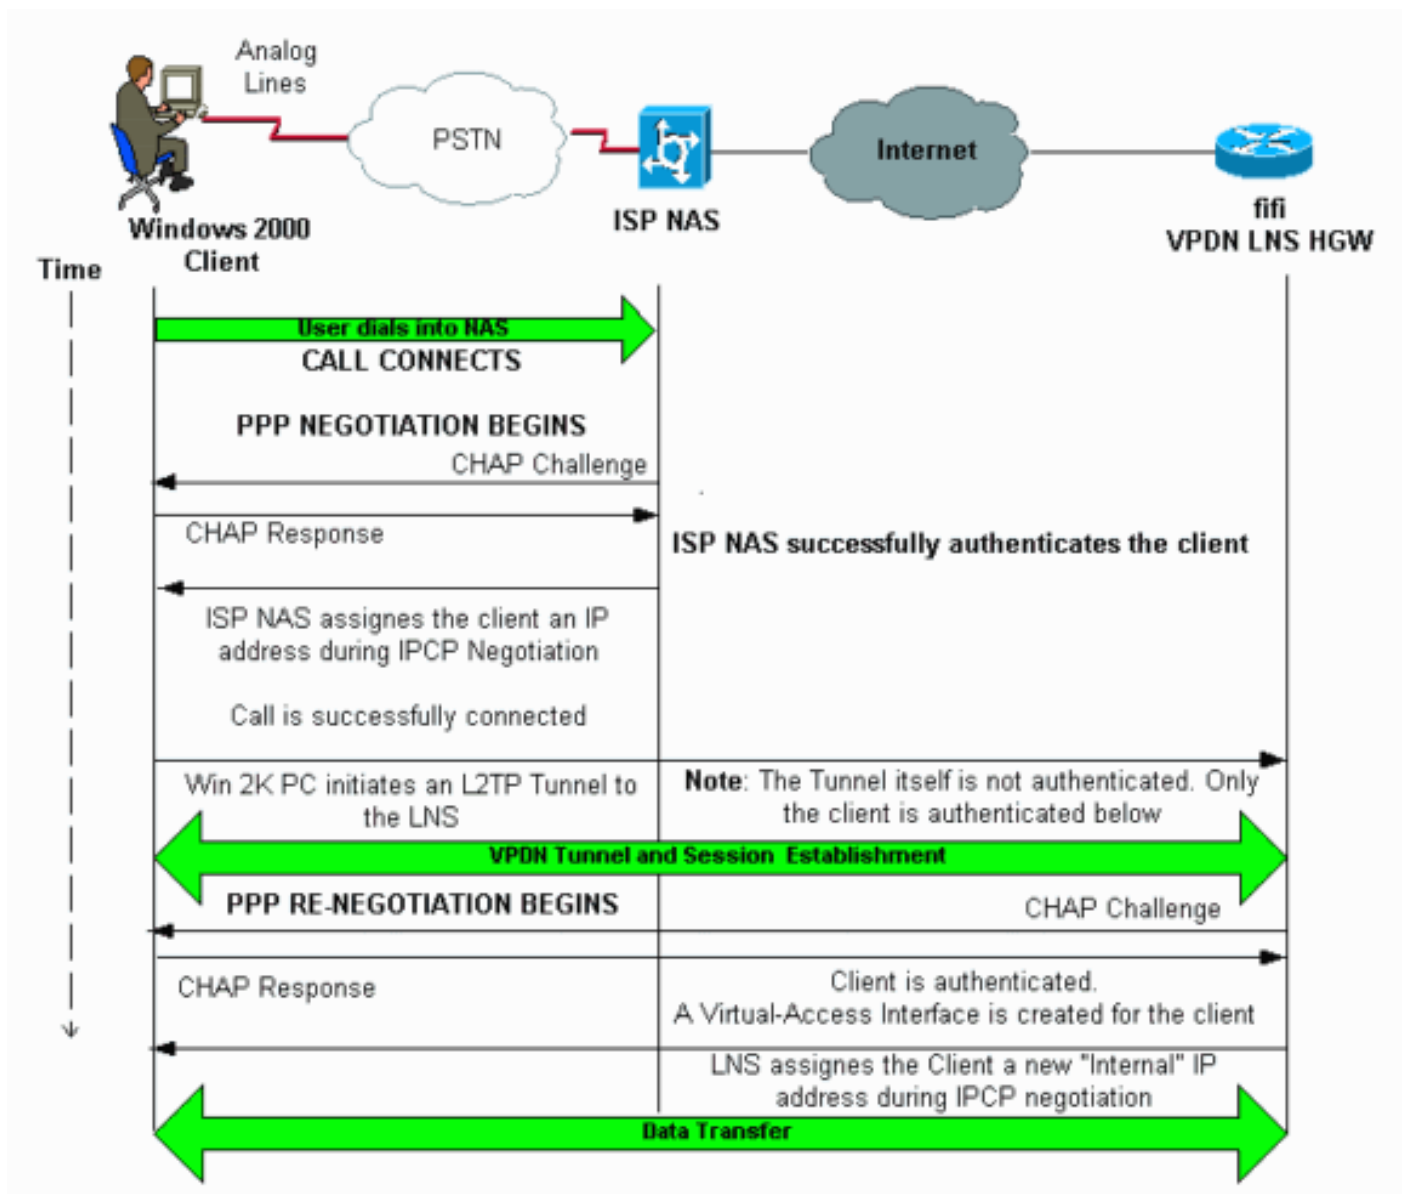 Analog
Lines
PSTN
Internet
ISP NAS
fifi
VPDN LNS HGW
Windows 2000
Client
Time
User dials into NAS
CALL CONNECTS
PPP NEGOTIATION BEGINS
CHAP Challenge
CHAP Response
ISP NAS successfully authenticates the client
ISP NAS assignes the client an IP
address during IPCP Negotiation
Call is successfully connected
Win 2K PC initiates an L2TP Tunnel to
the LNS
Note: The Tunnel itself is not authenticated. Only
the client is authenticated below
VPDN Tunnel and Session Establishment
PPP RE-NEGOTIATION BEGINS
CHAP Challenge
CHAP Response
Client is authenticated.
A Virtual-Access Interface is created for the client
LNS assignes the Client a new "Internal" IP
address during IPCP negotiation
Data Transfer